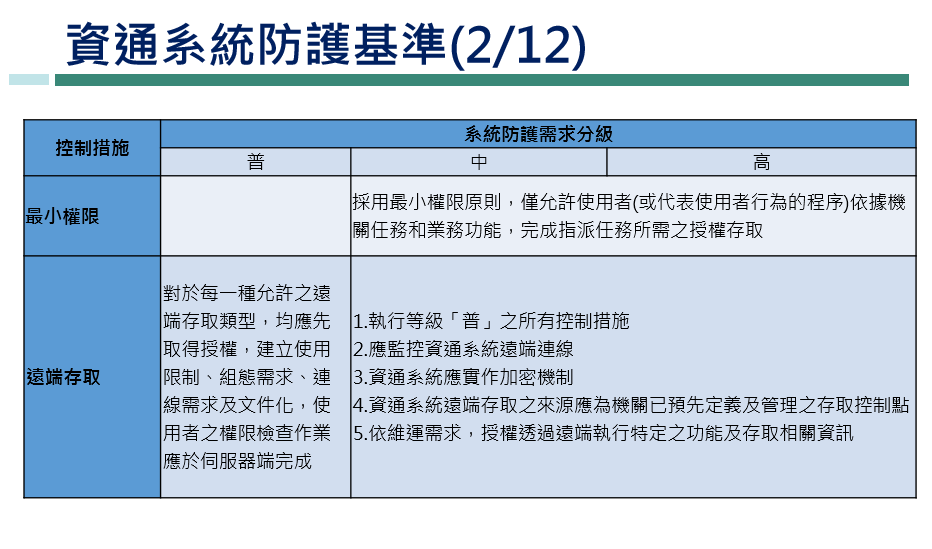 資通系統防護基準(2/12)
控制措施
系統防護需求分級
普
中
高
最小權限
採用最小權限原則，僅允許使用者(或代表使用者行為的程序)依據機
關任務和業務功能，完成指派任務所需之授權存取
遠端存取
對於每一種允許之遠
端存取類型，均應先
取得授權，建立使用
限制、組態需求、連
線需求及文件化，使
用者之權限檢查作業
應於伺服器端完成
1.執行等級「普」之所有控制措施
2.應監控資通系統遠端連線
3.資通系統應實作加密機制
4.資通系統遠端存取之來源應為機關已預先定義及管理之存取控制點
5.依維運需求，授權透過遠端執行特定之功能及存取相關資訊